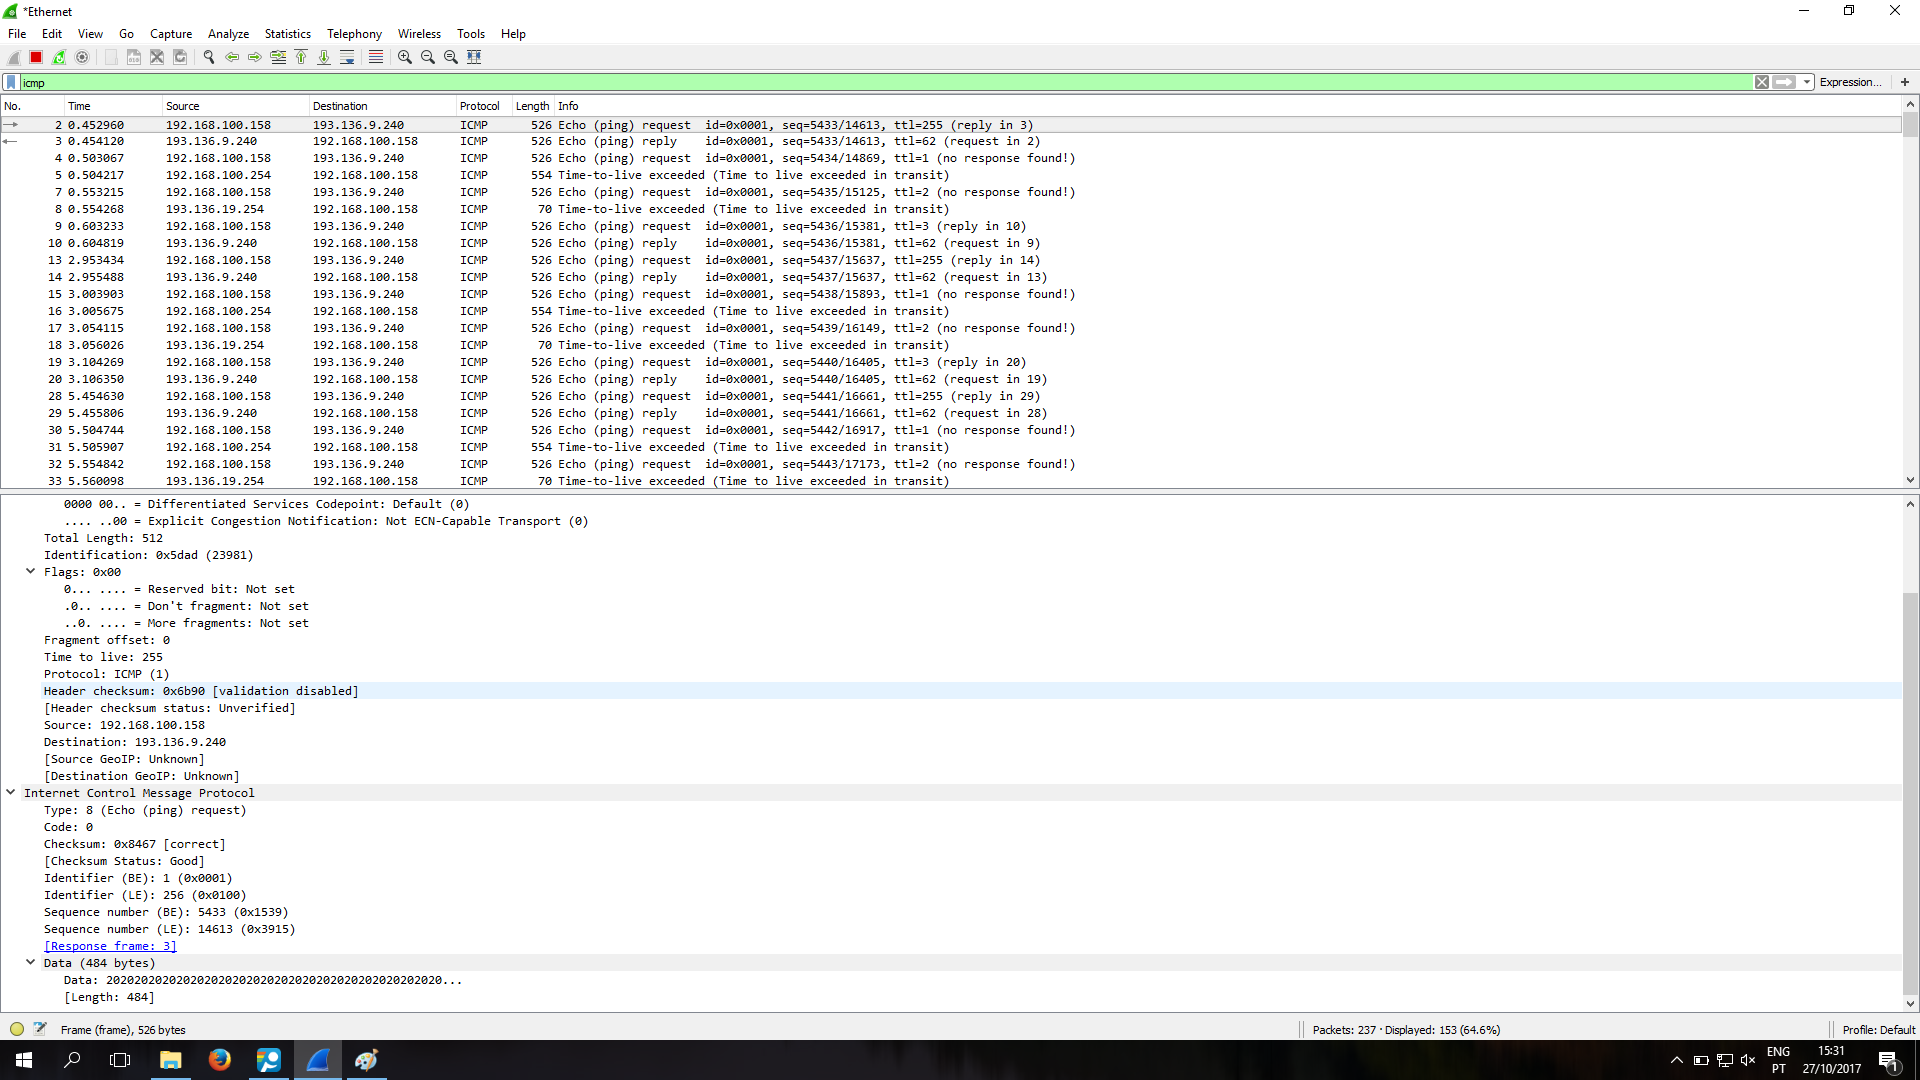 *Ethernet
File Edit View Go Capture Analyze Statistics Telephony Wireless Tools Help
icmp Expression... +
No. Time Source Destination Protocol Length Info
2 0.452960 192.168.100.158 193.136.9.240 ICMP 526 Echo (ping) request id=0x0001, seq=5433/14613, ttl=255 (reply in 3)
3 0.454120 193.136.9.240 192.168.100.158 ICMP 526 Echo (ping) reply id=0x0001, seq=5433/14613, ttl=62 (request in 2)
4 0.503067 192.168.100.158 193.136.9.240 ICMP 526 Echo (ping) request id=0x0001, seq=5434/14869, ttl=1 (no response found!)
5 0.504217 192.168.100.254 192.168.100.158 ICMP 554 Time-to-live exceeded (Time to live exceeded in transit)
7 0.553215 192.168.100.158 193.136.9.240 ICMP 526 Echo (ping) request id=0x0001, seq=5435/15125, ttl=2 (no response found!)
8 0.554268 193.136.19.254 192.168.100.158 ICMP 70 Time-to-live exceeded (Time to live exceeded in transit)
9 0.603233 192.168.100.158 193.136.9.240 ICMP 526 Echo (ping) request id=0x0001, seq=5436/15381, ttl=3 (reply in 10)
10 0.604819 193.136.9.240 192.168.100.158 ICMP 526 Echo (ping) reply id=0x0001, seq=5436/15381, ttl=62 (request in 9)
13 2.953434 192.168.100.158 193.136.9.240 ICMP 526 Echo (ping) request id=0x0001, seq=5437/15637, ttl=255 (reply in 14)
14 2.955488 193.136.9.240 192.168.100.158 ICMP 526 Echo (ping) reply id=0x0001, seq=5437/15637, ttl=62 (request in 13)
15 3.003903 192.168.100.158 193.136.9.240 ICMP 526 Echo (ping) request id=0x0001, seq=5438/15893, ttl=1 (no response found!)
16 3.005675 192.168.100.254 192.168.100.158 ICMP 554 Time-to-live exceeded (Time to live exceeded in transit)
17 3.054115 192.168.100.158 193.136.9.240 ICMP 526 Echo (ping) request id=0x0001, seq=5439/16149, ttl=2 (no response found!)
18 3.056026 193.136.19.254 192.168.100.158 ICMP 70 Time-to-live exceeded (Time to live exceeded in transit)
19 3.104269 192.168.100.158 193.136.9.240 ICMP 526 Echo (ping) request id=0x0001, seq=5440/16405, ttl=3 (reply in 20)
20 3.106350 193.136.9.240 192.168.100.158 ICMP 526 Echo (ping) reply id=0x0001, seq=5440/16405, ttl=62 (request in 19)
28 5.454630 192.168.100.158 193.136.9.240 ICMP 526 Echo (ping) request id=0x0001, seq=5441/16661, ttl=255 (reply in 29)
29 5.455806 193.136.9.240 192.168.100.158 ICMP 526 Echo (ping) reply id=0x0001, seq=5441/16661, ttl=62 (request in 28)
30 5.504744 192.168.100.158 193.136.9.240 ICMP 526 Echo (ping) request id=0x0001, seq=5442/16917, ttl=1 (no response found!)
31 5.505907 192.168.100.254 192.168.100.158 ICMP 554 Time-to-live exceeded (Time to live exceeded in transit)
32 5.554842 192.168.100.158 193.136.9.240 ICMP 526 Echo (ping) request id=0x0001, seq=5443/17173, ttl=2 (no response found!)
33 5.560098 193.136.19.254 192.168.100.158 ICMP 70 Time-to-live exceeded (Time to live exceeded in transit)
0000 00.. = Differentiated Services Codepoint: Default (0)
.... ..00 = Explicit Congestion Notification: Not ECN-Capable Transport (0)
Total Length: 512
Identification: 0x5dad (23981)
Flags: 0x00
0... .... = Reserved bit: Not set
.0.. .... = Don't fragment: Not set
..0. .... = More fragments: Not set
Fragment offset: 0
Time to live: 255
Protocol: ICMP (1)
Header checksum: 0x6b90 [validation disabled]
[Header checksum status: Unverified]
Source: 192.168.100.158
Destination: 193.136.9.240
[Source GeoIP: Unknown]
[Destination GeoIP: Unknown]
Internet Control Message Protocol
Type: 8 (Echo (ping) request)
Code: 0
Checksum: 0x8467 [correct]
[Checksum Status: Good]
Identifier (BE): 1 (0x0001)
Identifier (LE): 256 (0x0100)
Sequence number (BE): 5433 (0x1539)
Sequence number (LE): 14613 (0x3915)
[Response frame: 3]
Data (484 bytes)
Data: 202020202020202020202020202020202020202020202020...
[Length: 484]
Frame (frame), 526 bytes Packets: 237 · Displayed: 153 (64.6%) Profile: Default
ENG 15:31
PT 27/10/2017 1